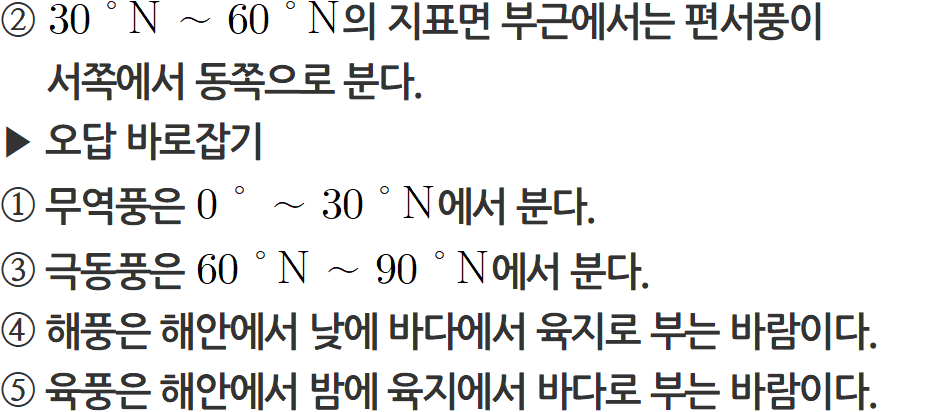 ② 30 °N ~ 60 °N의 지표면 부근에서는 편서풍이
서쪽에서 동쪽으로 분다.
▶ 오답 바로잡기
① 무역풍은 0 ° ~ 30 °N에서 분다.
③ 극동풍은 60 °N ~ 90 °N에서 분다.
④ 해풍은 해안에서 낮에 바다에서 육지로 부는 바람이다.
⑤ 육풍은 해안에서 밤에 육지에서 바다로 부는 바람이다.